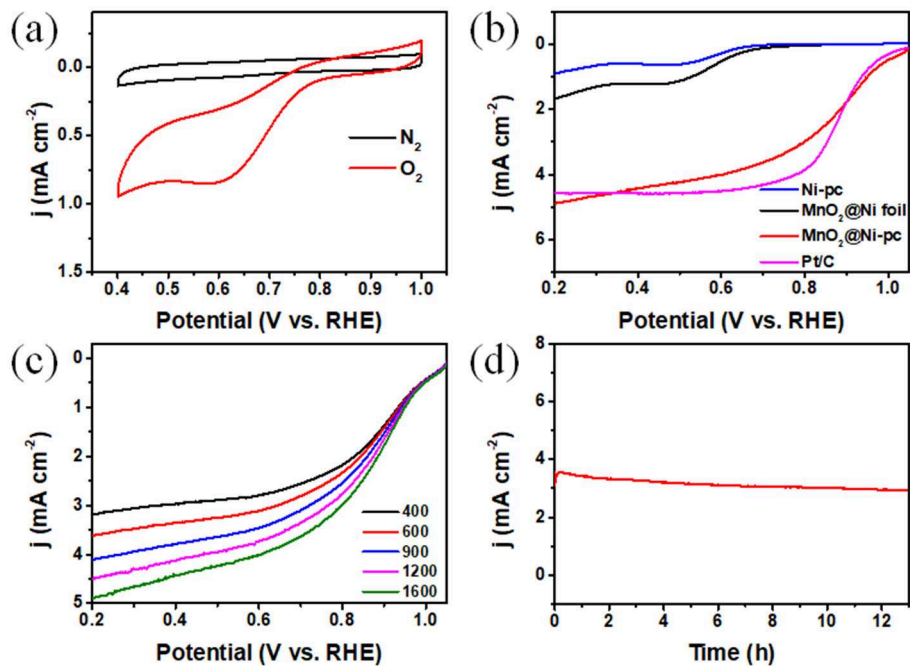 (a)
0.0
0.5
1.0
1.5
j (mA cm⁻²)
N₂
O₂
0.4 0.5 0.6 0.7 0.8 0.9 1.0
Potential (V vs. RHE)
(b)
0
2
4
6
j (mA cm⁻²)
Ni-pc
MnO₂@Ni foil
MnO₂@Ni-pc
Pt/C
0.2 0.4 0.6 0.8 1.0
Potential (V vs. RHE)
(c)
0
1
2
3
4
5
j (mA cm⁻²)
400
600
900
1200
1600
0.2 0.4 0.6 0.8 1.0
Potential (V vs. RHE)
(d)
8
6
4
2
0
j (mA cm⁻²)
0 2 4 6 8 10 12
Time (h)